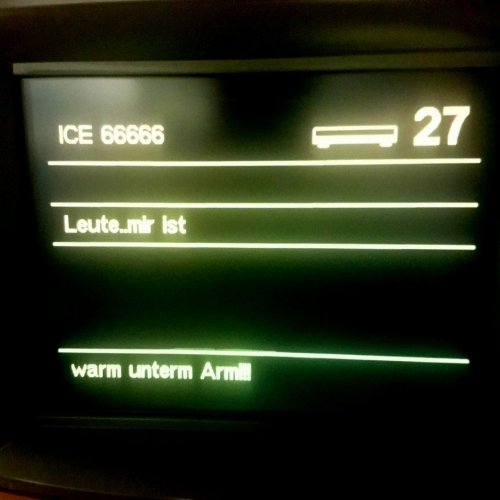 ICE 66666 27
Leute..mir ist
warm unterm Arm!!!